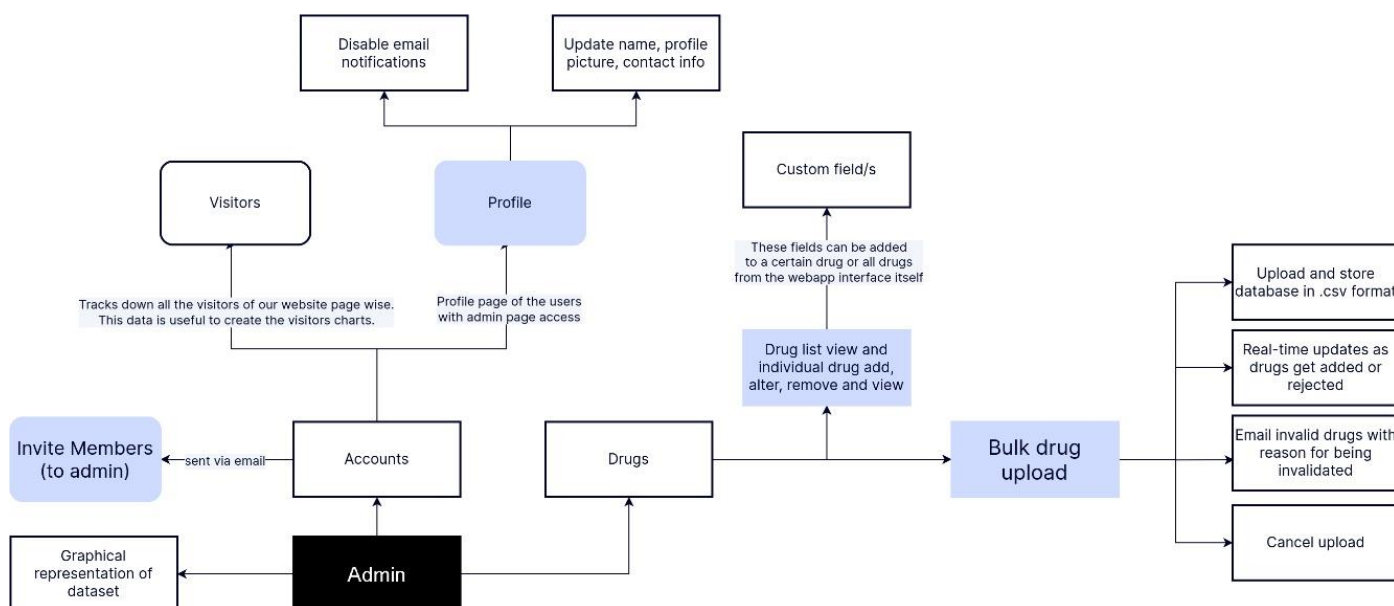 Disable email
notifications
Update name, profile
picture, contact info
Visitors
Profile
Custom field/s
Tracks down all the visitors of our website page wise.
This data is useful to create the visitors charts.
Profile page of the users
with admin page access
These fields can be added
to a certain drug or all drugs
from the webapp interface itself
Upload and store
database in .csv format
Drug list view and
individual drug add,
alter, remove and view
Real-time updates as
drugs get added or
rejected
Invite Members
(to admin)
sent via email
Accounts
Drugs
Bulk drug
upload
Email invalid drugs with
reason for being
invalidated
Cancel upload
Graphical
representation of
dataset
Admin